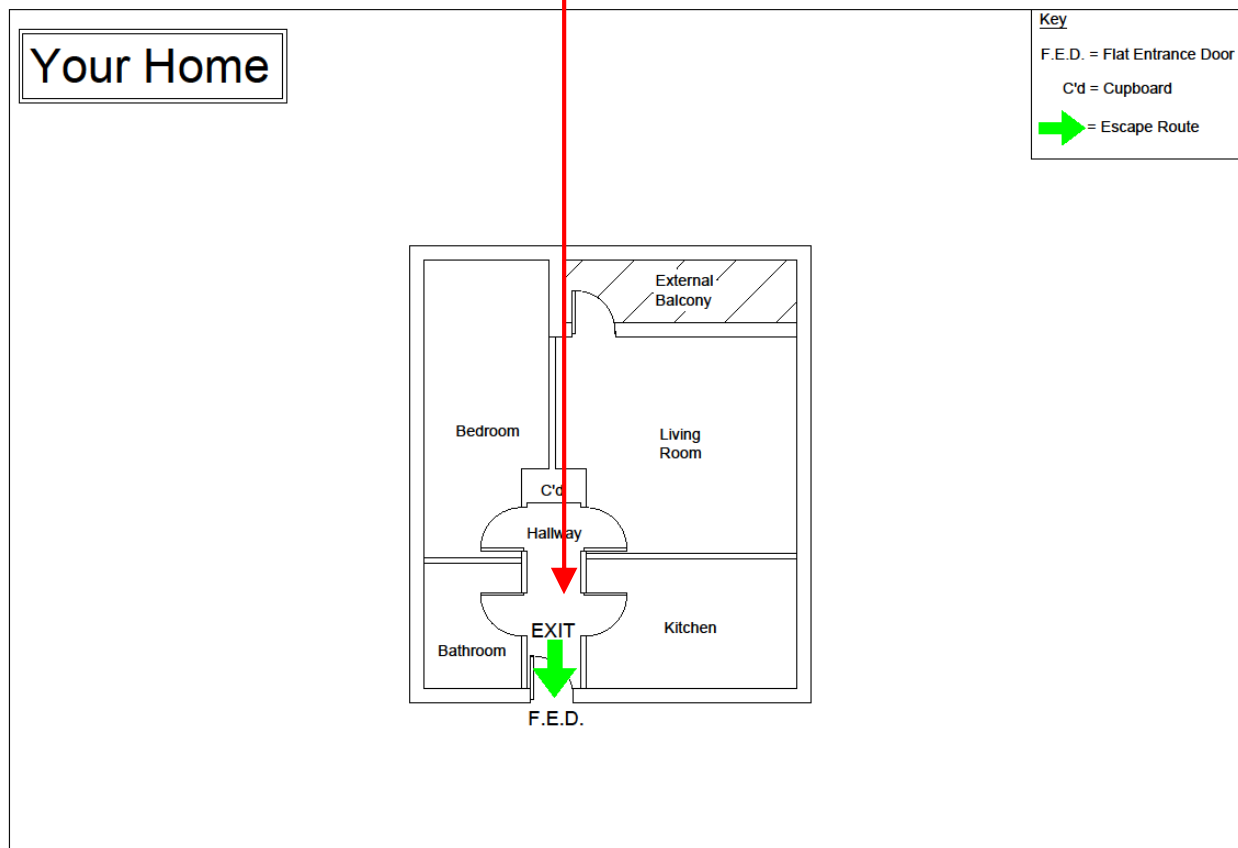 Your Home
Key
F.E.D. = Flat Entrance Door
C'd = Cupboard
= Escape Route
External
Balcony
Bedroom
Living
Room
C'd
Hallway
EXIT
Kitchen
Bathroom
F.E.D.